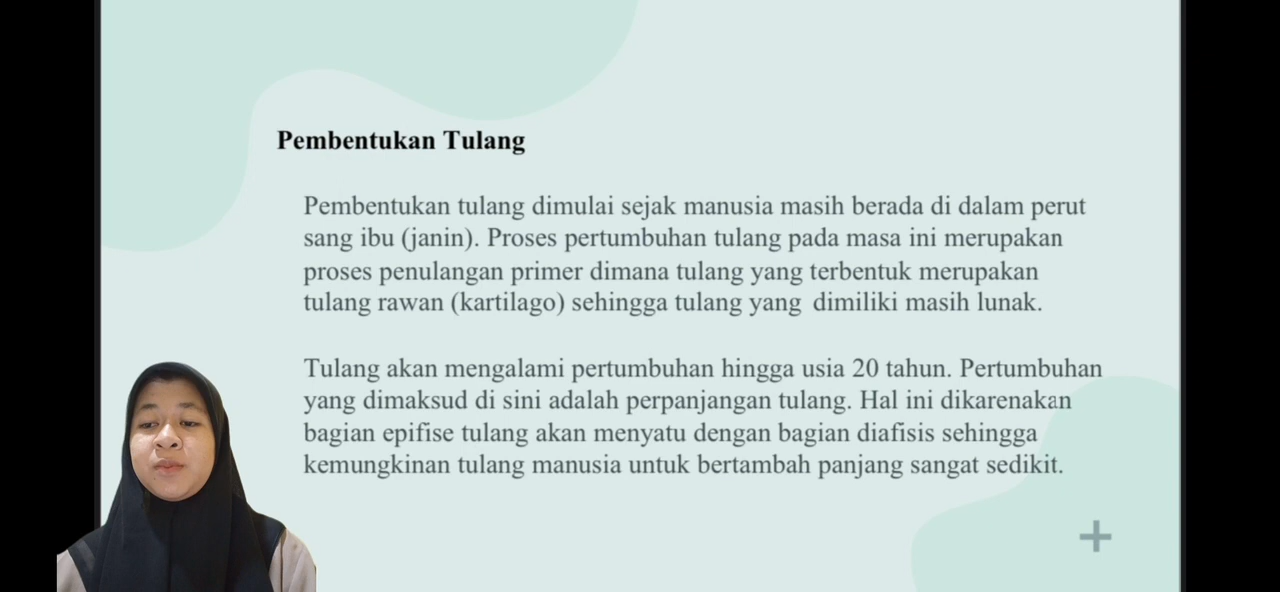 Pembentukan Tulang
Pembentukan tulang dimulai sejak manusia masih berada di dalam perut
sang ibu (janin). Proses pertumbuhan tulang pada masa ini merupakan
proses penulangan primer dimana tulang yang terbentuk merupakan
tulang rawan (kartilago) sehingga tulang yang dimiliki masih lunak.
Tulang akan mengalami pertumbuhan hingga usia 20 tahun. Pertumbuhan
yang dimaksud di sini adalah perpanjangan tulang. Hal ini dikarenakan
bagian epifise tulang akan menyatu dengan bagian diafisis sehingga
kemungkinan tulang manusia untuk bertambah panjang sangat sedikit.